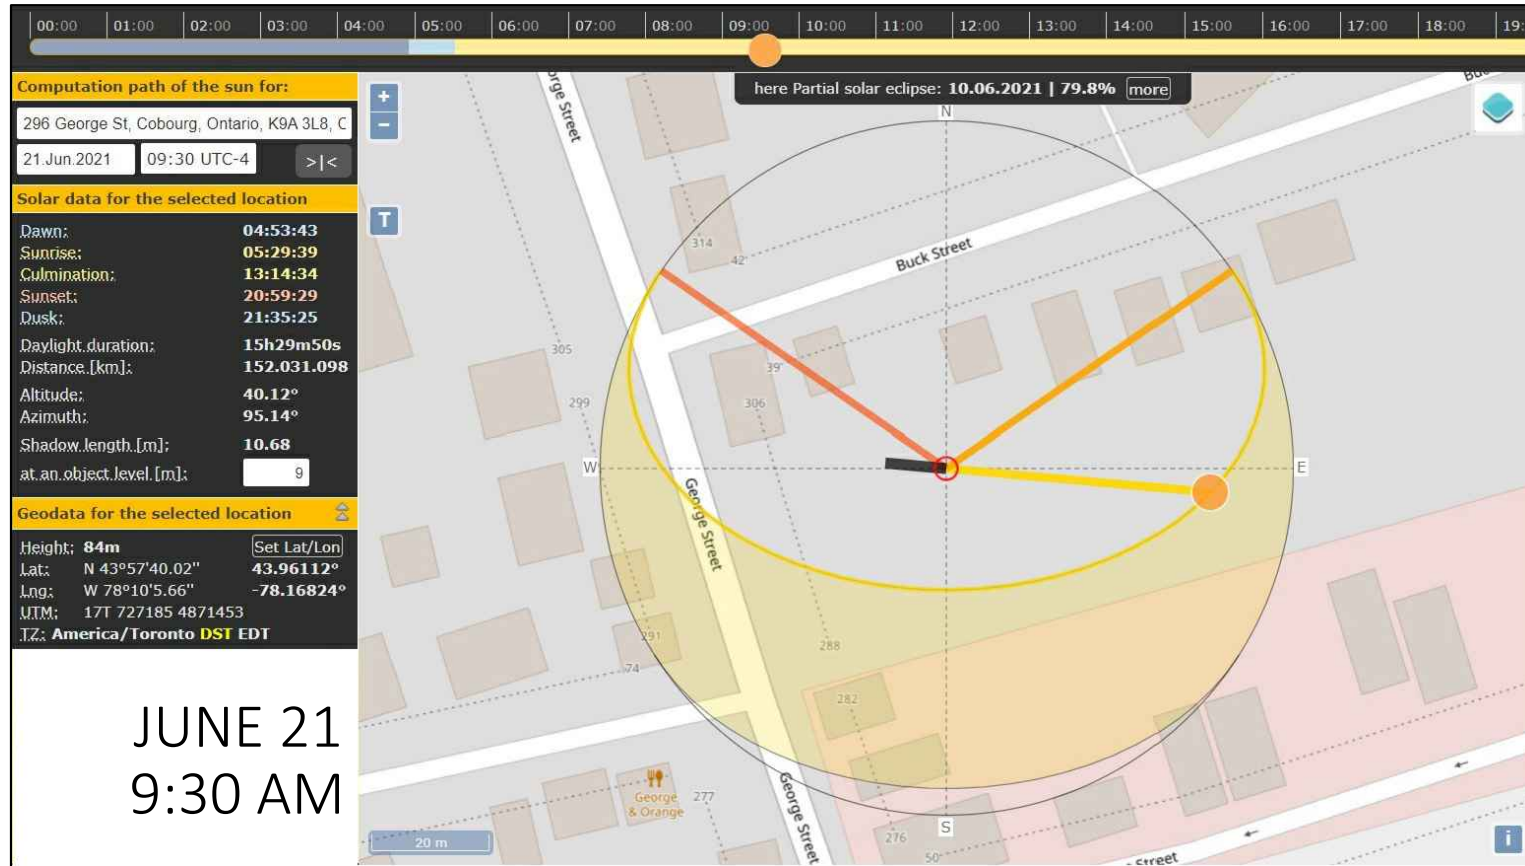 00:00 01:00 02:00 03:00 04:00 05:00 06:00 07:00 08:00 09:00 10:00 11:00 12:00 13:00 14:00 15:00 16:00 17:00 18:00 19:
Computation path of the sun for:
296 George St, Cobourg, Ontario, K9A 3L8, C
21.Jun.2021 09:30 UTC-4 >|<
Solar data for the selected location
Dawn: 04:53:43
Sunrise: 05:29:39
Culmination: 13:14:34
Sunset: 20:59:29
Dusk: 21:35:25
Daylight duration: 15h29m50s
Distance [km]: 152.031.098
Altitude: 40.12°
Azimuth: 95.14°
Shadow length [m]: 10.68
at an object level [m]: 9
Geodata for the selected location
Height: 84m Set Lat/Lon
Lat: N 43°57'40.02'' 43.96112°
Lng: W 78°10'5.66'' -78.16824°
UTM: 17T 727185 4871453
TZ: America/Toronto DST EDT
JUNE 21
9:30 AM
+
−
T
here Partial solar eclipse: 10.06.2021 | 79.8% more
N
rge Street
314
42
Buck Street
305
39
299
306
W
E
George Street
291
288
74
282
George
& Orange
277
George Street
S
276
50
Street
20 m
i